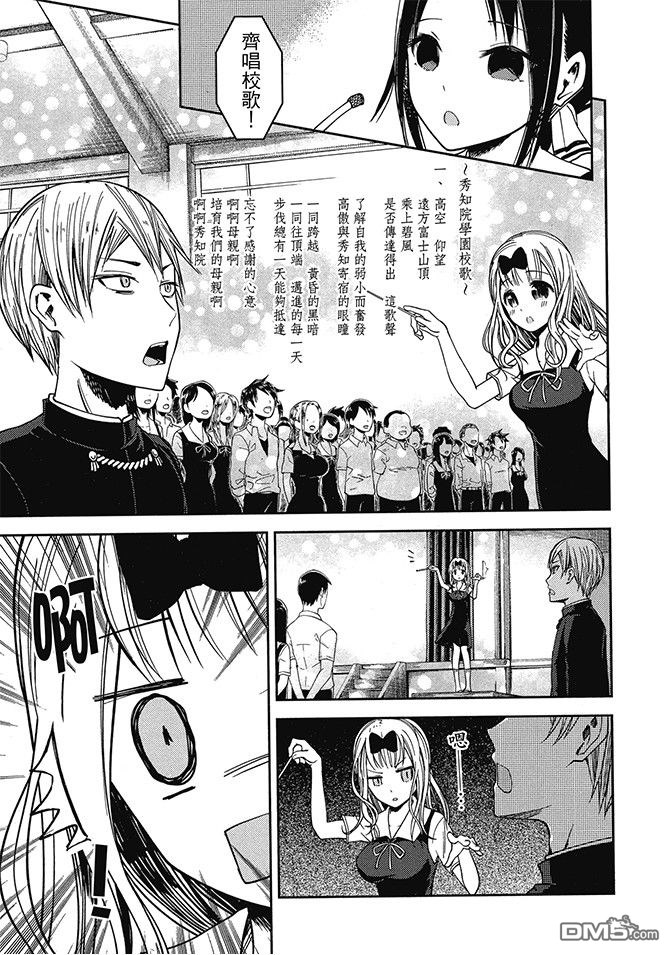 齊唱校歌！
～秀知院學園校歌～
一、高空　仰望
遠方富士山頂
乘上碧風
是否傳達得出　這歌聲
了解自我的弱小而奮發
高傲與秀知寄宿的眼瞳
一同跨越　黃昏的黑暗
一同往頂端　邁進的每一天
步伐總有一天能夠抵達
忘不了感謝的心意
啊啊母親啊
培育我們的母親啊
啊啊秀知院
嗯……
！
DM5.com